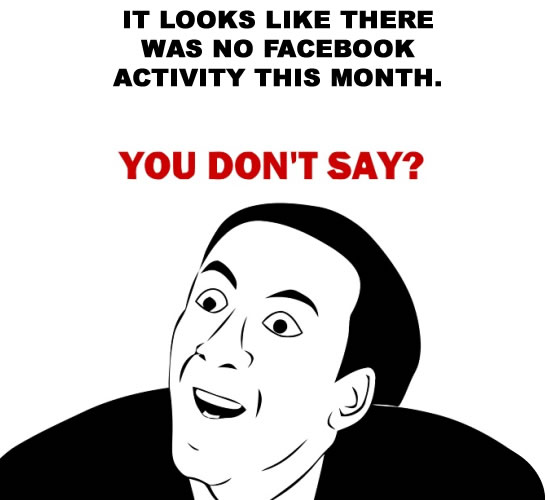 IT LOOKS LIKE THERE
WAS NO FACEBOOK
ACTIVITY THIS MONTH.
YOU DON'T SAY?